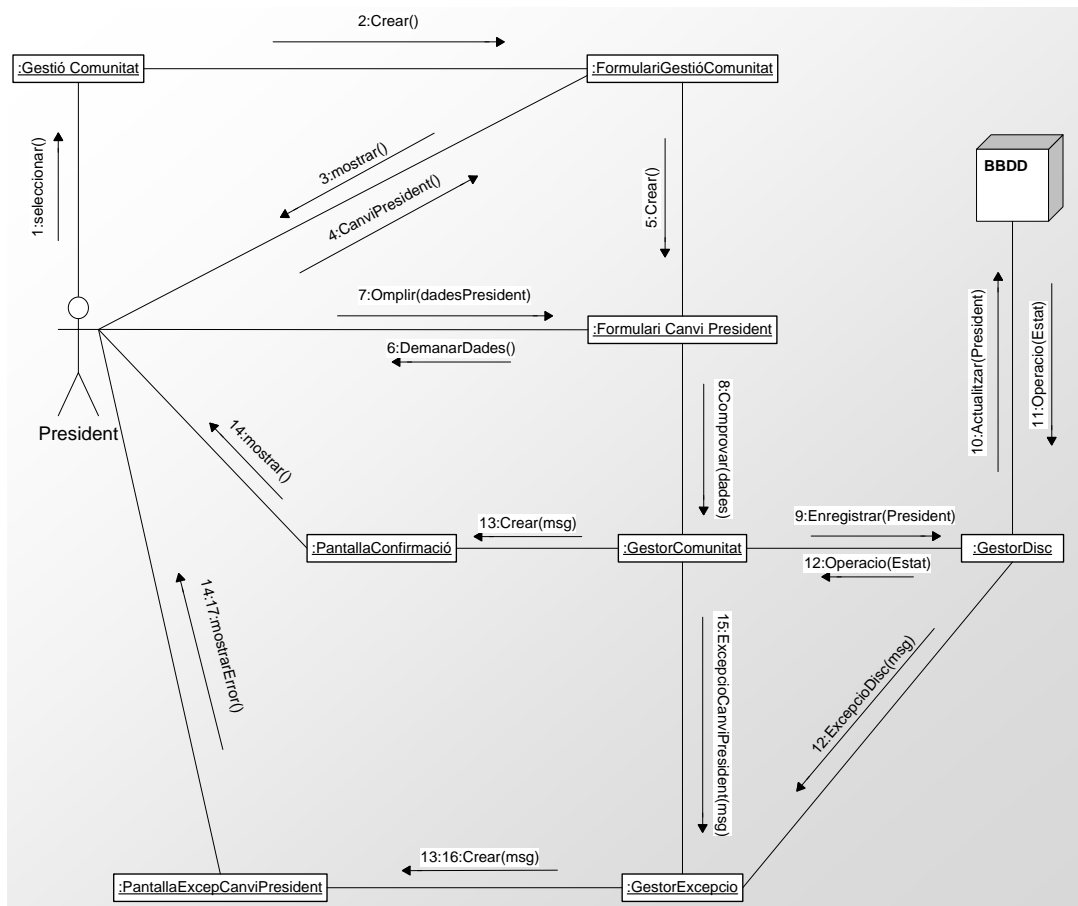 2:Crear()
:Gestió Comunitat
:FormulariGestióComunitat
1:seleccionar()
3:mostrar()
4:CanviPresident()
5:Crear()
BBDD
7:Omplir(dadesPresident)
:Formulari Canvi President
6:DemanarDades()
President
10:Actualitzar(President)
11:Operacio(Estat)
8:Comprovar(dades)
14:mostrar()
13:Crear(msg)
9:Enregistrar(President)
:PantallaConfirmació
:GestorComunitat
:GestorDisc
12:Operacio(Estat)
14:17:mostrarError()
15:ExcepcioCanviPresident(msg)
12:ExcepcioDisc(msg)
13:16:Crear(msg)
:PantallaExcepCanviPresident
:GestorExcepcio